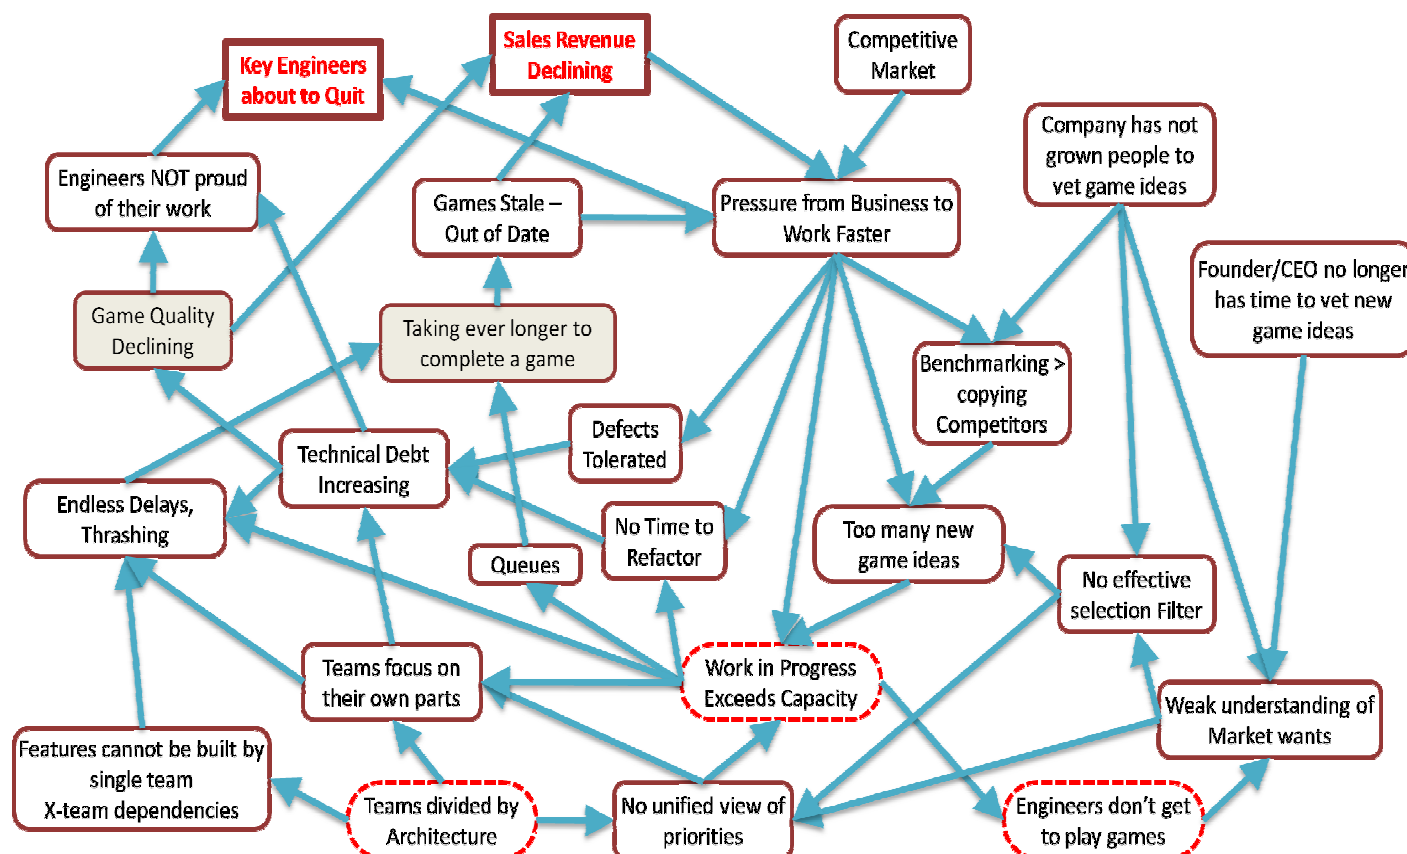 Sales Revenue
Declining
Competitive
Market
Key Engineers
about to Quit
Company has not
grown people to
vet game ideas
Engineers NOT proud
of their work
Games Stale –
Out of Date
Pressure from Business to
Work Faster
Founder/CEO no longer
has time to vet new
game ideas
Game Quality
Declining
Taking ever longer to
complete a game
Benchmarking >
copying
Competitors
Defects
Tolerated
Technical Debt
Increasing
Endless Delays,
Thrashing
No Time to
Refactor
Too many new
game ideas
Queues
No effective
selection Filter
Teams focus on
their own parts
Work in Progress
Exceeds Capacity
Weak understanding of
Market wants
Features cannot be built by
single team
X-team dependencies
Teams divided by
Architecture
No unified view of
priorities
Engineers don't get
to play games